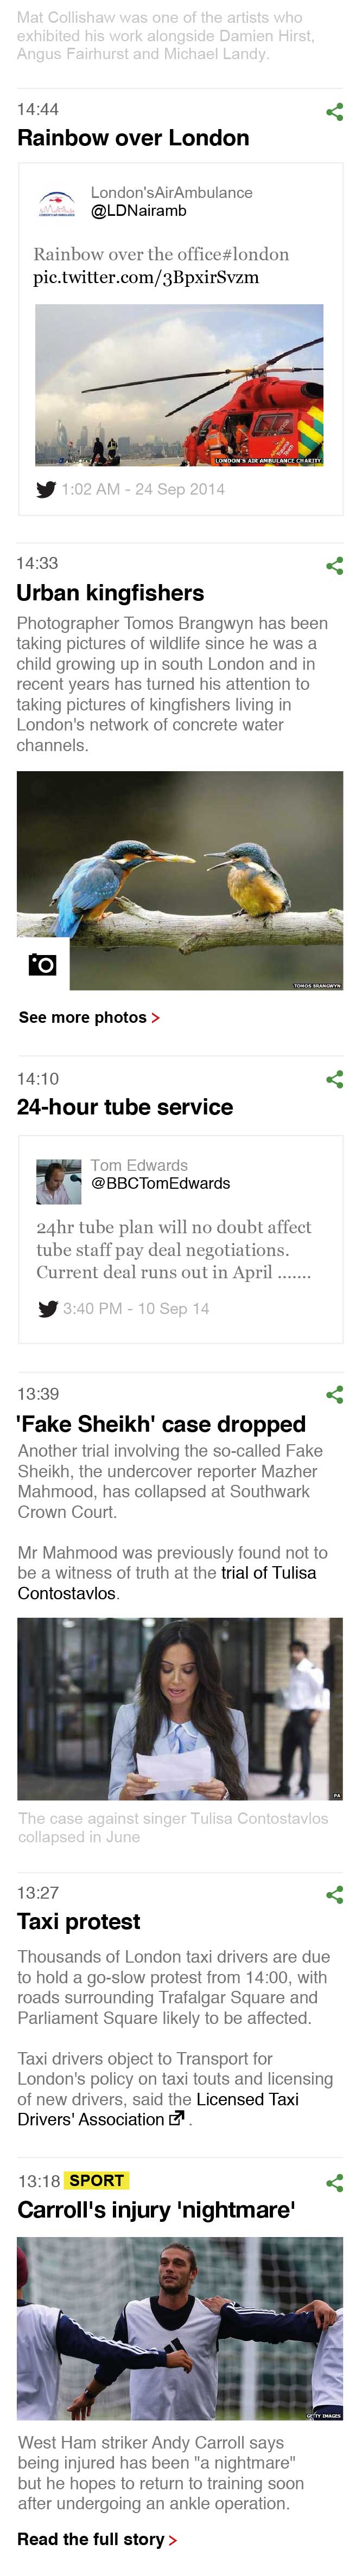 Mat Collishaw was one of the artists who
exhibited his work alongside Damien Hirst,
Angus Fairhurst and Michael Landy.
14:44
Rainbow over London
London'sAirAmbulance
@LDNairamb
Rainbow over the office#london
pic.twitter.com/3BpxirSvzm
LONDON'S AIR AMBULANCE CHARITY
1:02 AM - 24 Sep 2014
14:33
Urban kingfishers
Photographer Tomos Brangwyn has been
taking pictures of wildlife since he was a
child growing up in south London and in
recent years has turned his attention to
taking pictures of kingfishers living in
London's network of concrete water
channels.
TOMOS BRANGWYN
See more photos >
14:10
24-hour tube service
Tom Edwards
@BBCTomEdwards
24hr tube plan will no doubt affect
tube staff pay deal negotiations.
Current deal runs out in April .......
3:40 PM - 10 Sep 14
13:39
'Fake Sheikh' case dropped
Another trial involving the so-called Fake
Sheikh, the undercover reporter Mazher
Mahmood, has collapsed at Southwark
Crown Court.
Mr Mahmood was previously found not to
be a witness of truth at the trial of Tulisa
Contostavlos.
PA
The case against singer Tulisa Contostavlos
collapsed in June
13:27
Taxi protest
Thousands of London taxi drivers are due
to hold a go-slow protest from 14:00, with
roads surrounding Trafalgar Square and
Parliament Square likely to be affected.
Taxi drivers object to Transport for
London's policy on taxi touts and licensing
of new drivers, said the Licensed Taxi
Drivers' Association .
13:18 SPORT
Carroll's injury 'nightmare'
GETTY IMAGES
West Ham striker Andy Carroll says
being injured has been "a nightmare"
but he hopes to return to training soon
after undergoing an ankle operation.
Read the full story >